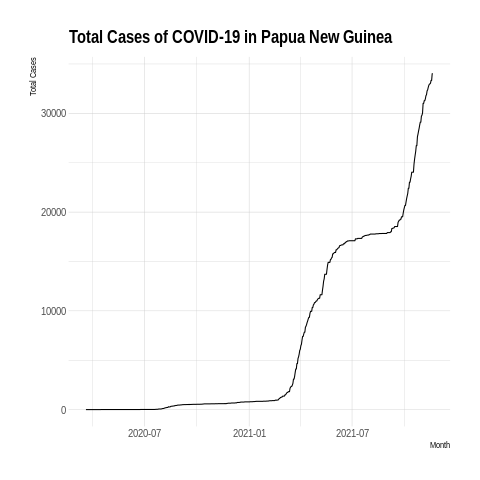 Total Cases of COVID-19 in Papua New Guinea
Total Cases
30000
20000
10000
0
2020-07 2021-01 2021-07
Month